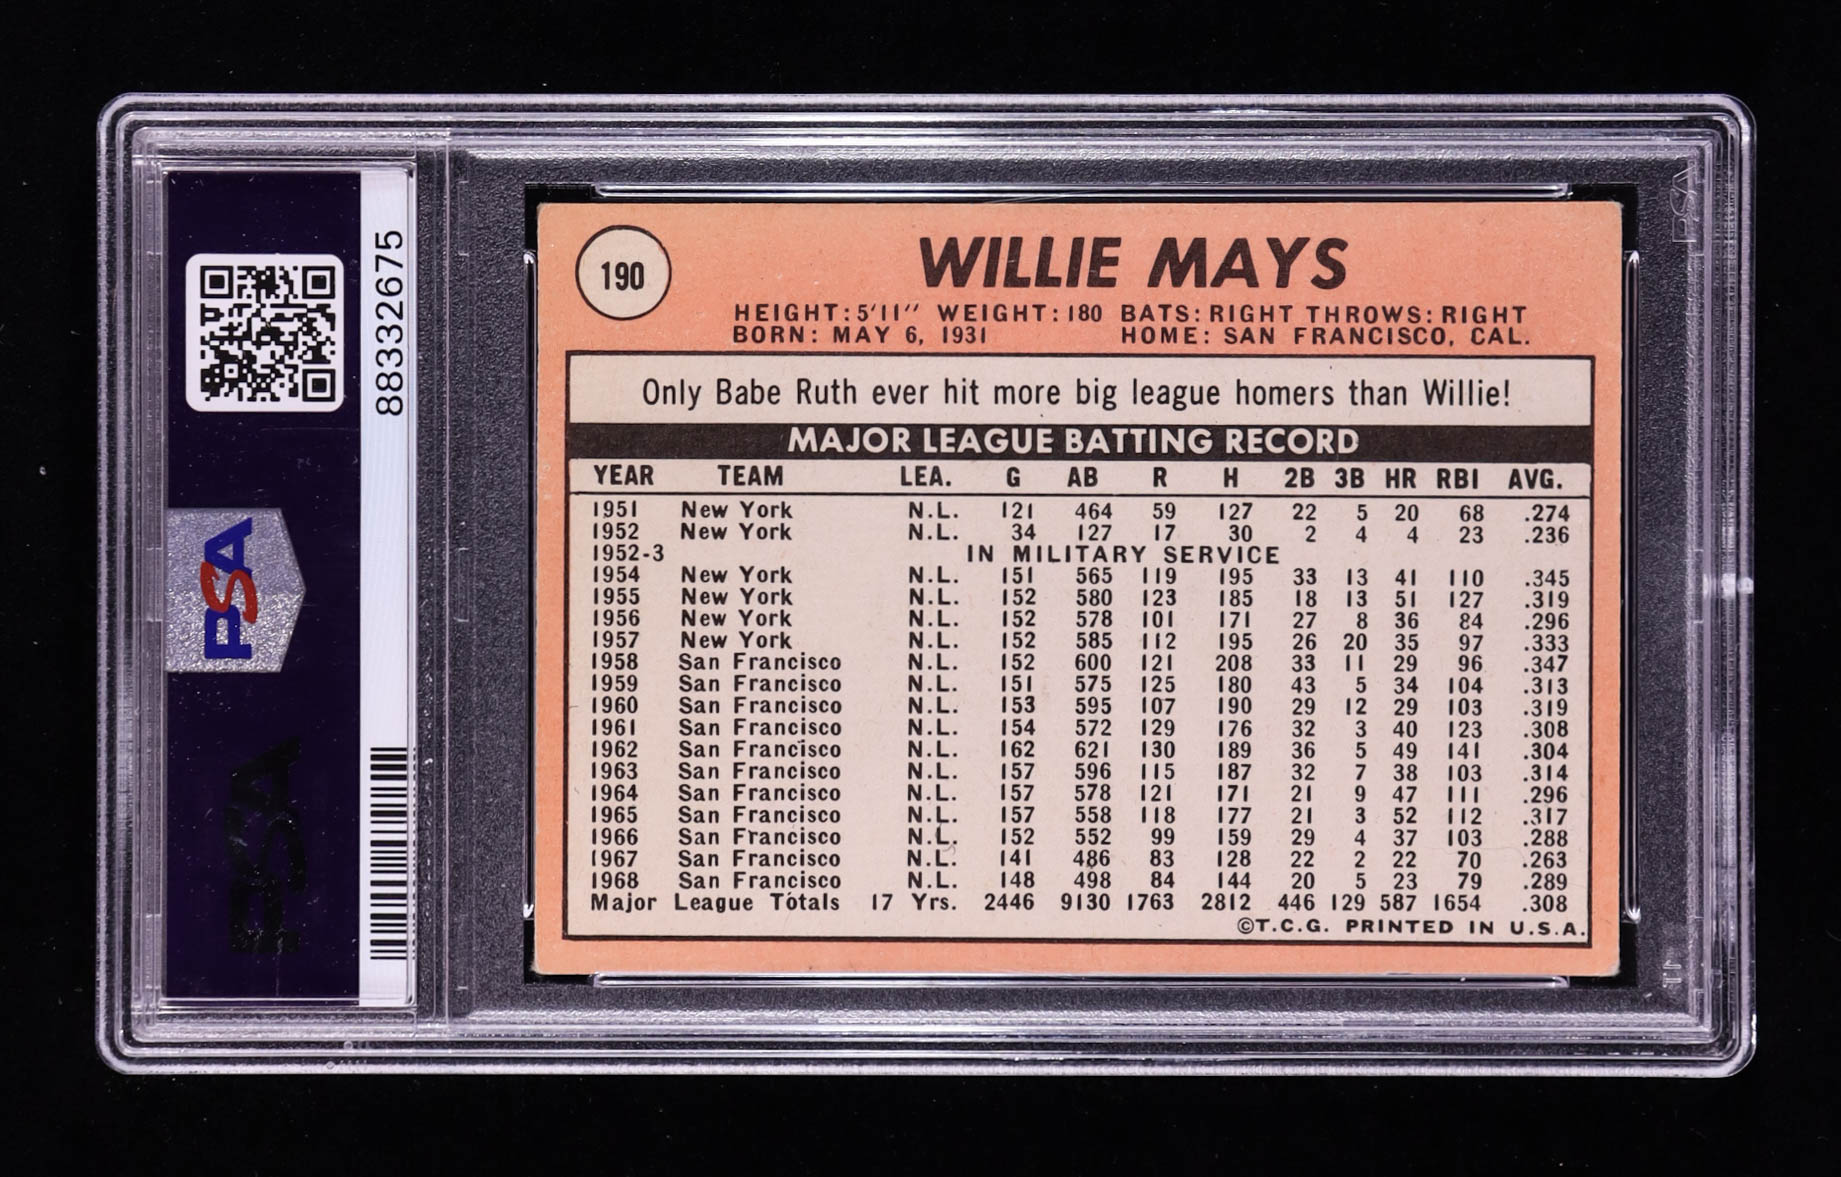 88332675
PSA
PSA
PSA
190
WILLIE MAYS
HEIGHT: 5'11" WEIGHT: 180 BATS: RIGHT THROWS: RIGHT
BORN: MAY 6, 1931 HOME: SAN FRANCISCO, CAL.
Only Babe Ruth ever hit more big league homers than Willie!
MAJOR LEAGUE BATTING RECORD
YEAR TEAM LEA. G AB R H 2B 3B HR RBI AVG.
1951 New York N.L. 121 464 59 127 22 5 20 68 .274
1952 New York N.L. 34 127 17 30 2 4 4 23 .236
1952-3 IN MILITARY SERVICE
1954 New York N.L. 151 565 119 195 33 13 41 110 .345
1955 New York N.L. 152 580 123 185 18 13 51 127 .319
1956 New York N.L. 152 578 101 171 27 8 36 84 .296
1957 New York N.L. 152 585 112 195 26 20 35 97 .333
1958 San Francisco N.L. 152 600 121 208 33 11 29 96 .347
1959 San Francisco N.L. 151 575 125 180 43 5 34 104 .313
1960 San Francisco N.L. 153 595 107 190 29 12 29 103 .319
1961 San Francisco N.L. 154 572 129 176 32 3 40 123 .308
1962 San Francisco N.L. 162 621 130 189 36 5 49 141 .304
1963 San Francisco N.L. 157 596 115 187 32 7 38 103 .314
1964 San Francisco N.L. 157 578 121 171 21 9 47 111 .296
1965 San Francisco N.L. 157 558 118 177 21 3 52 112 .317
1966 San Francisco N.L. 152 552 99 159 29 4 37 103 .288
1967 San Francisco N.L. 141 486 83 128 22 2 22 70 .263
1968 San Francisco N.L. 148 498 84 144 20 5 23 79 .289
Major League Totals 17 Yrs. 2446 9130 1763 2812 446 129 587 1654 .308
©T.C.G. PRINTED IN U.S.A.